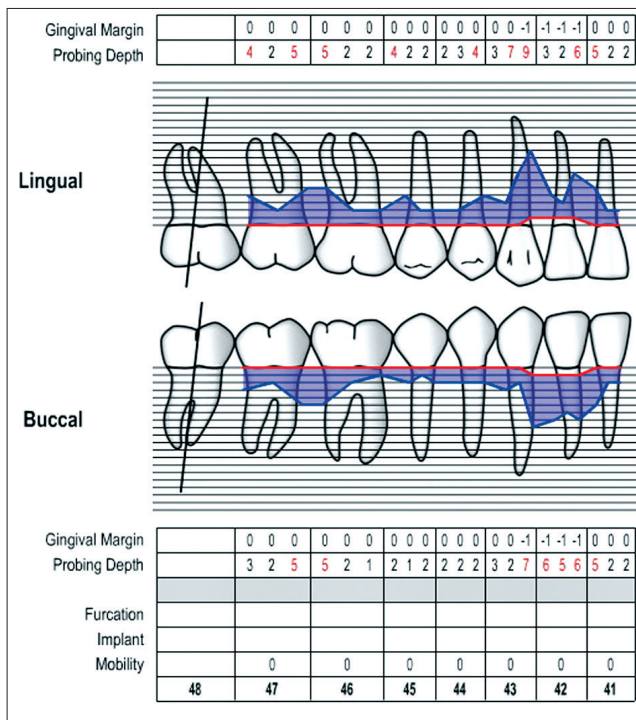 Gingival Margin 0 0 0 0 0 0 0 0 0 0 0 0 0 0 -1 -1 -1 -1 0 0 0
Probing Depth 4 2 5 5 2 2 4 2 2 2 3 4 3 7 9 3 2 6 5 2 2
Lingual
Buccal
Gingival Margin 0 0 0 0 0 0 0 0 0 0 0 0 0 0 -1 -1 -1 -1 0 0 0
Probing Depth 3 2 5 5 2 1 2 1 2 2 2 2 3 2 7 6 5 6 5 2 2
Furcation
Implant
Mobility 0 0 0 0 0 0 0
48 47 46 45 44 43 42 41